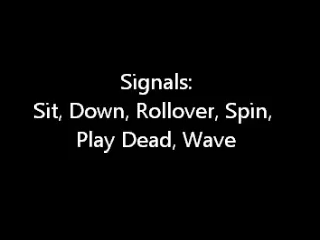 Signals:
Sit, Down, Rollover, Spin,
Play Dead, Wave